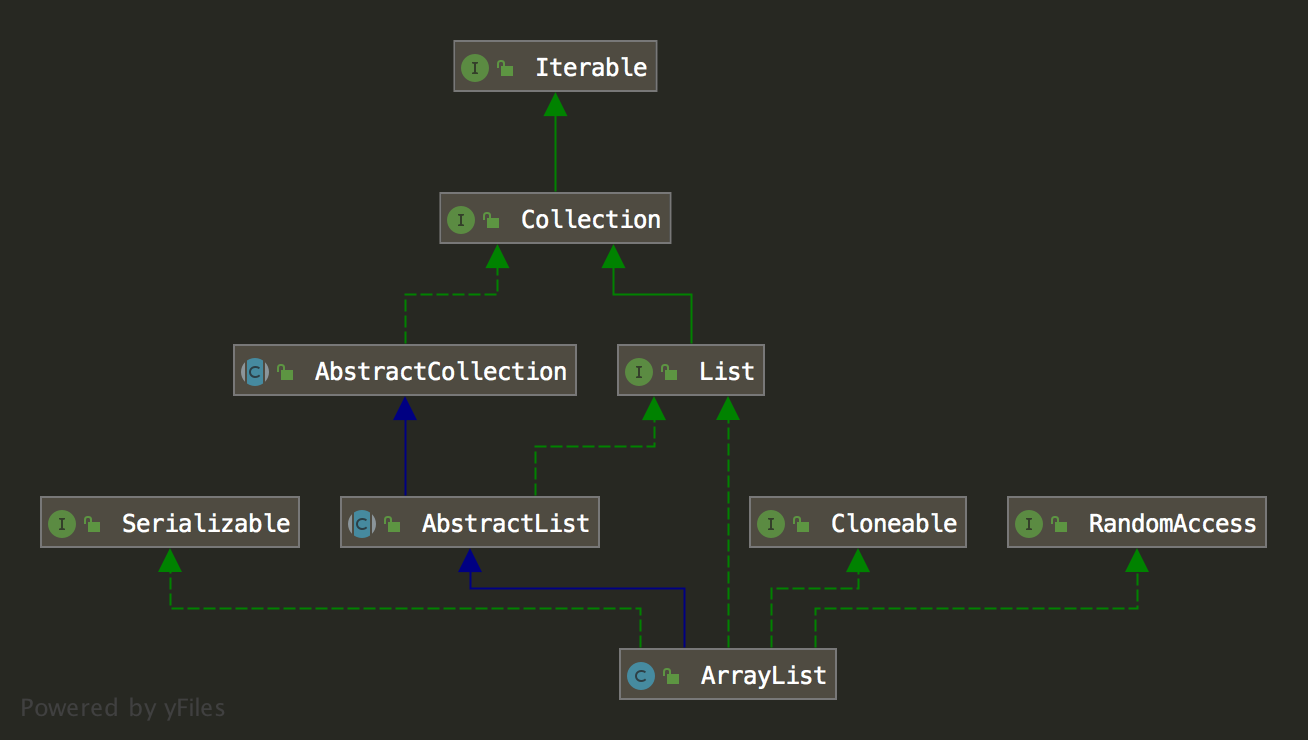 I Iterable
I Collection
C AbstractCollection
I List
I Serializable
C AbstractList
I Cloneable
I RandomAccess
C ArrayList
Powered by yFiles